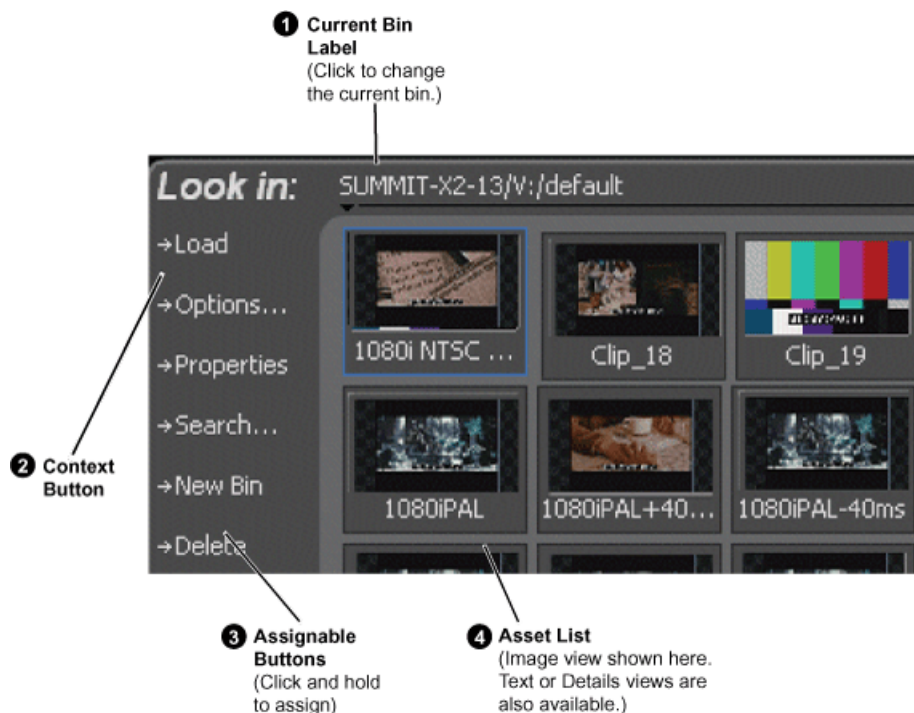 1 Current Bin
Label
(Click to change
the current bin.)
Look in:
SUMMIT-X2-13/V:/default
→Load
→Options...
→Properties
→Search...
→New Bin
→Delete
1080i NTSC ...
Clip_18
Clip_19
1080iPAL
1080iPAL+40...
1080iPAL-40ms
2 Context
Button
3 Assignable
Buttons
(Click and hold
to assign)
4 Asset List
(Image view shown here.
Text or Details views are
also available.)